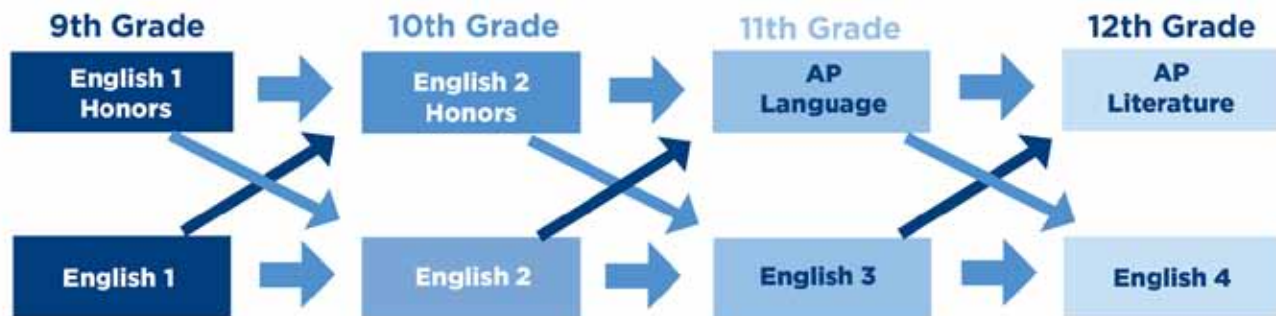 9th Grade
10th Grade
11th Grade
12th Grade
English 1
Honors
English 2
Honors
AP
Language
AP
Literature
English 1
English 2
English 3
English 4